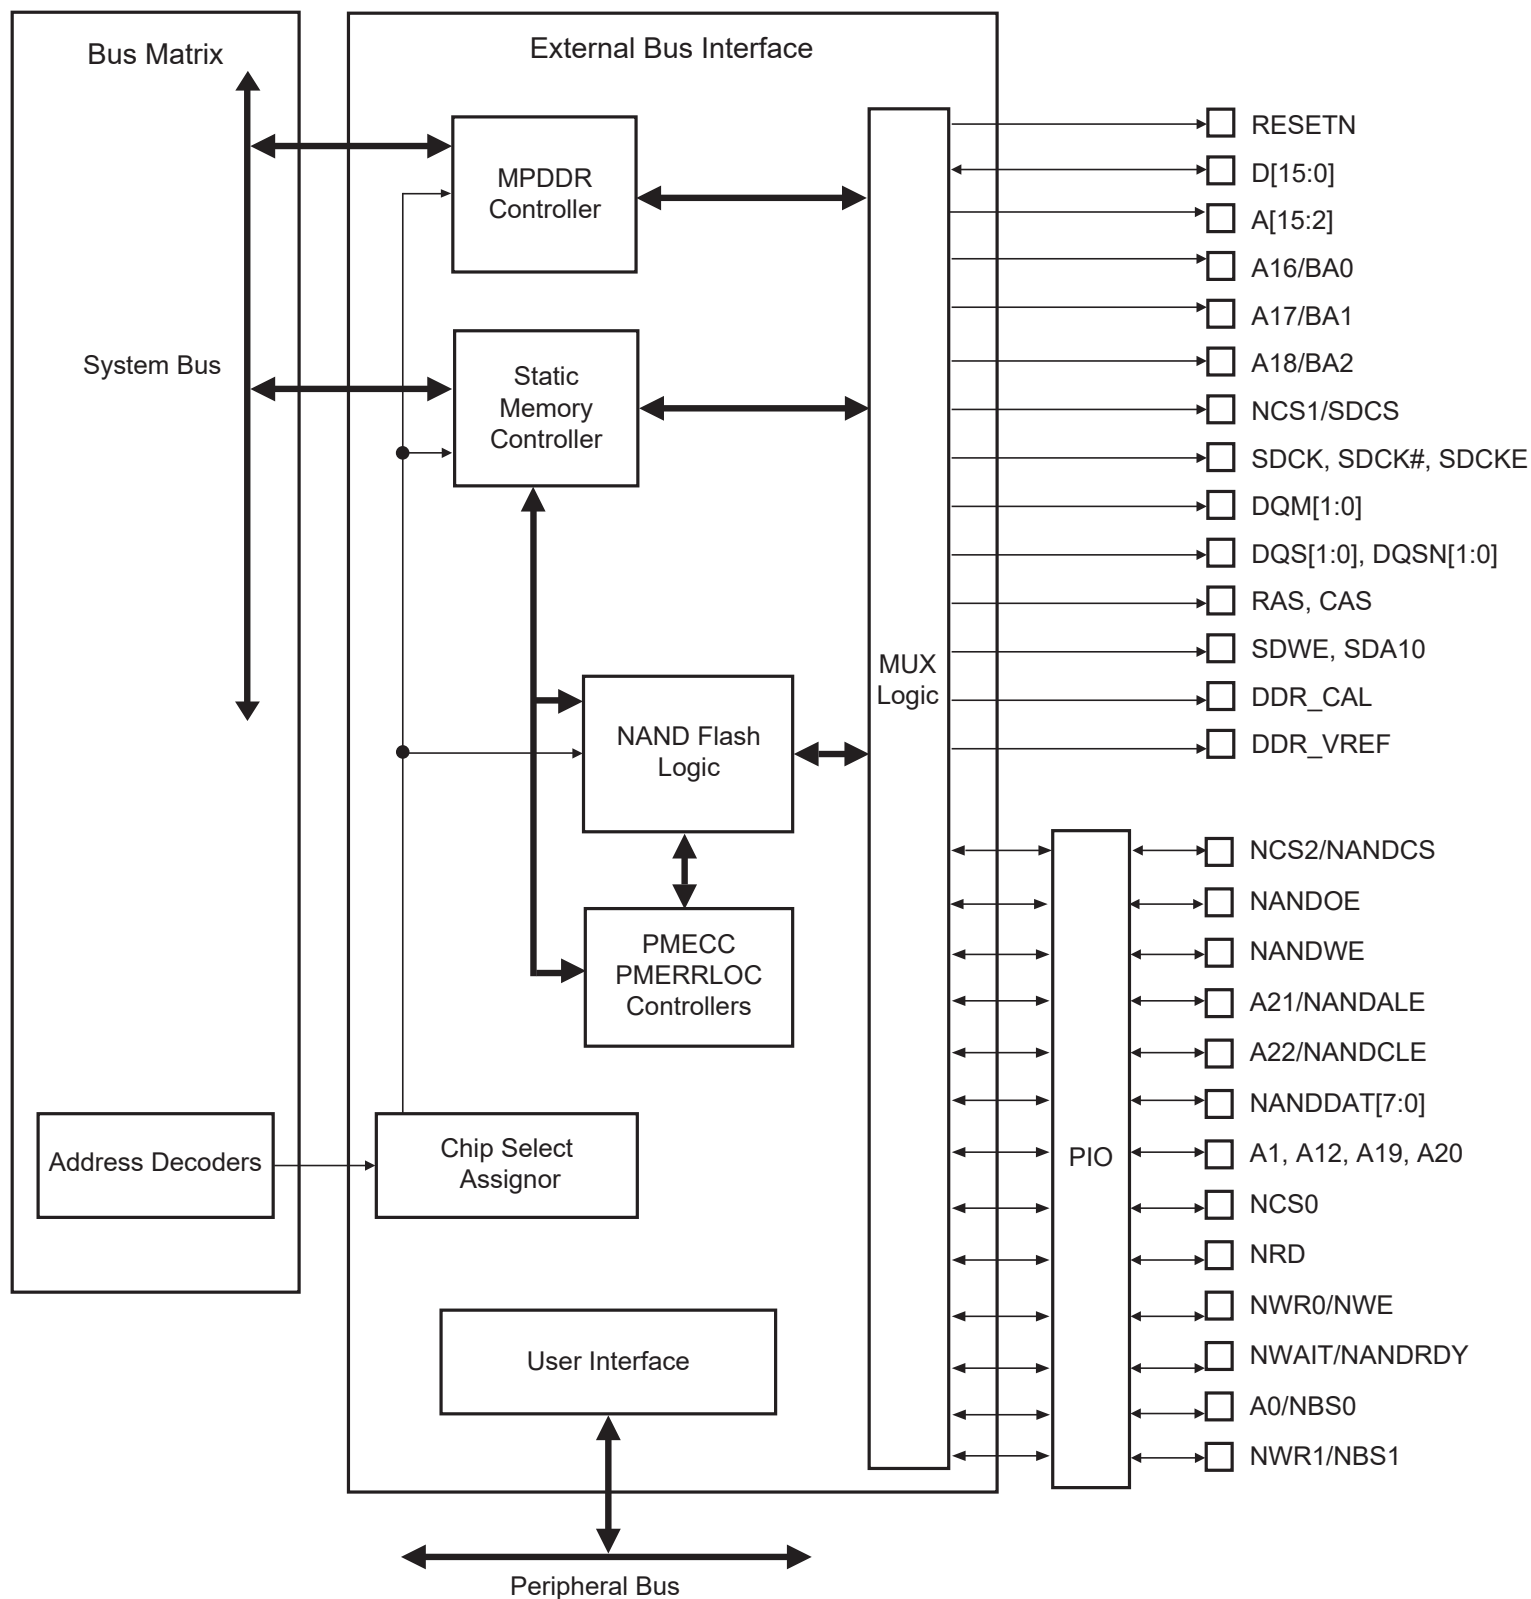 Bus Matrix
External Bus Interface
MPDDR
Controller
System Bus
Static
Memory
Controller
MUX
Logic
NAND Flash
Logic
PMECC
PMERRLOC
Controllers
Address Decoders
Chip Select
Assignor
User Interface
Peripheral Bus
PIO
RESETN
D[15:0]
A[15:2]
A16/BA0
A17/BA1
A18/BA2
NCS1/SDCS
SDCK, SDCK#, SDCKE
DQM[1:0]
DQS[1:0], DQSN[1:0]
RAS, CAS
SDWE, SDA10
DDR_CAL
DDR_VREF
NCS2/NANDCS
NANDOE
NANDWE
A21/NANDALE
A22/NANDCLE
NANDDAT[7:0]
A1, A12, A19, A20
NCS0
NRD
NWR0/NWE
NWAIT/NANDRDY
A0/NBS0
NWR1/NBS1